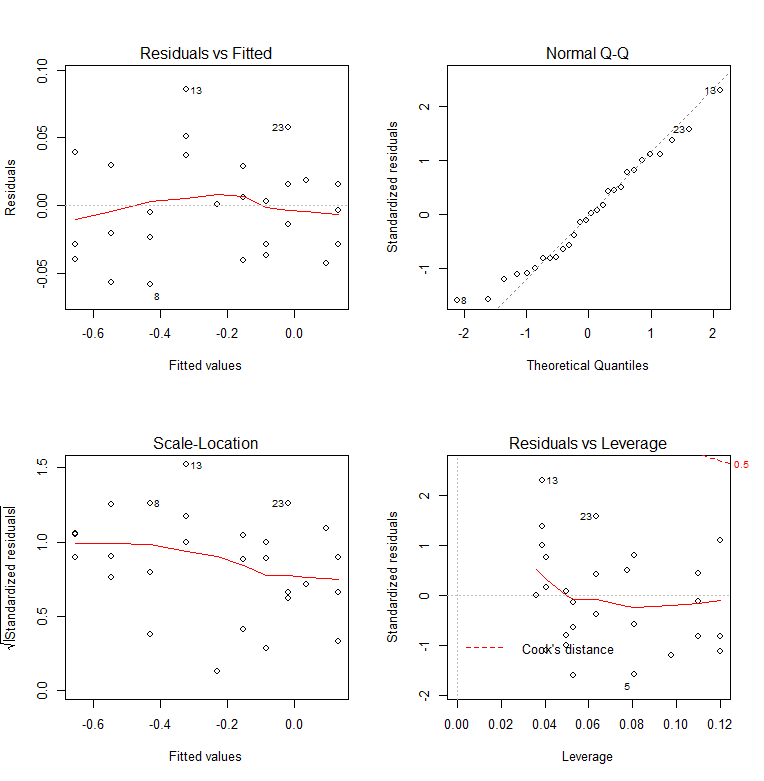 Residuals vs Fitted
Residuals
0.10
0.05
0.00
-0.05
13
23
8
-0.6 -0.4 -0.2 0.0
Fitted values
Normal Q-Q
Standardized residuals
2
1
0
-1
13
23
8
-2 -1 0 1 2
Theoretical Quantiles
Scale-Location
√|Standardized residuals|
1.5
1.0
0.5
0.0
13
8
23
-0.6 -0.4 -0.2 0.0
Fitted values
Residuals vs Leverage
Standardized residuals
2
1
0
-1
-2
0.5
13
23
Cook's distance
5
0.00 0.02 0.04 0.06 0.08 0.10 0.12
Leverage